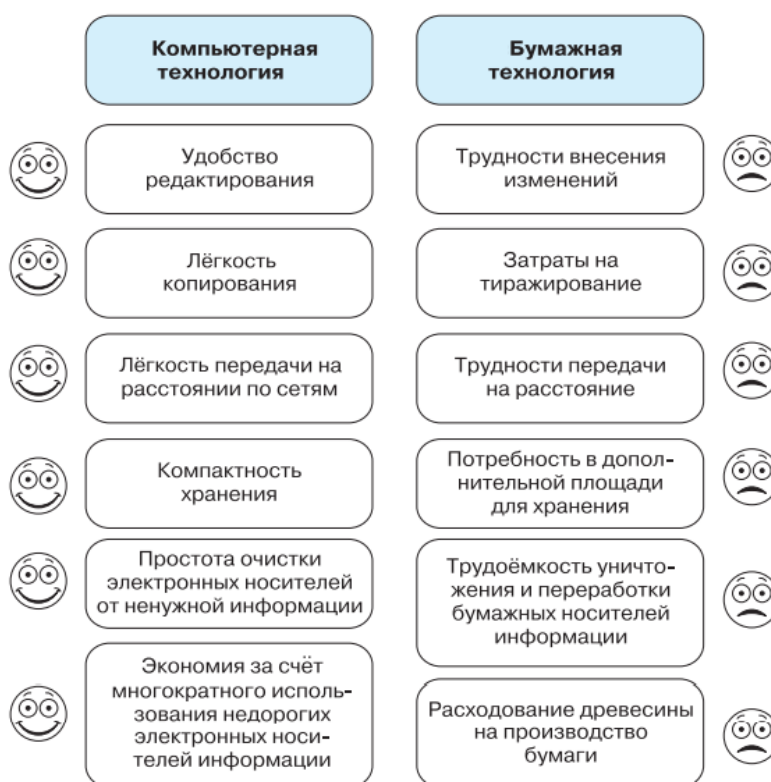 Компьютерная
технология
Бумажная
технология
Удобство
редактирования
Трудности внесения
изменений
Лёгкость
копирования
Затраты на
тиражирование
Лёгкость передачи на
расстоянии по сетям
Трудности передачи
на расстояние
Компактность
хранения
Потребность в допол-
нительной площади
для хранения
Простота очистки
электронных носителей
от ненужной информации
Трудоёмкость уничто-
жения и переработки
бумажных носителей
информации
Экономия за счёт
многократного исполь-
зования недорогих
электронных носи-
телей информации
Расходование древесины
на производство
бумаги